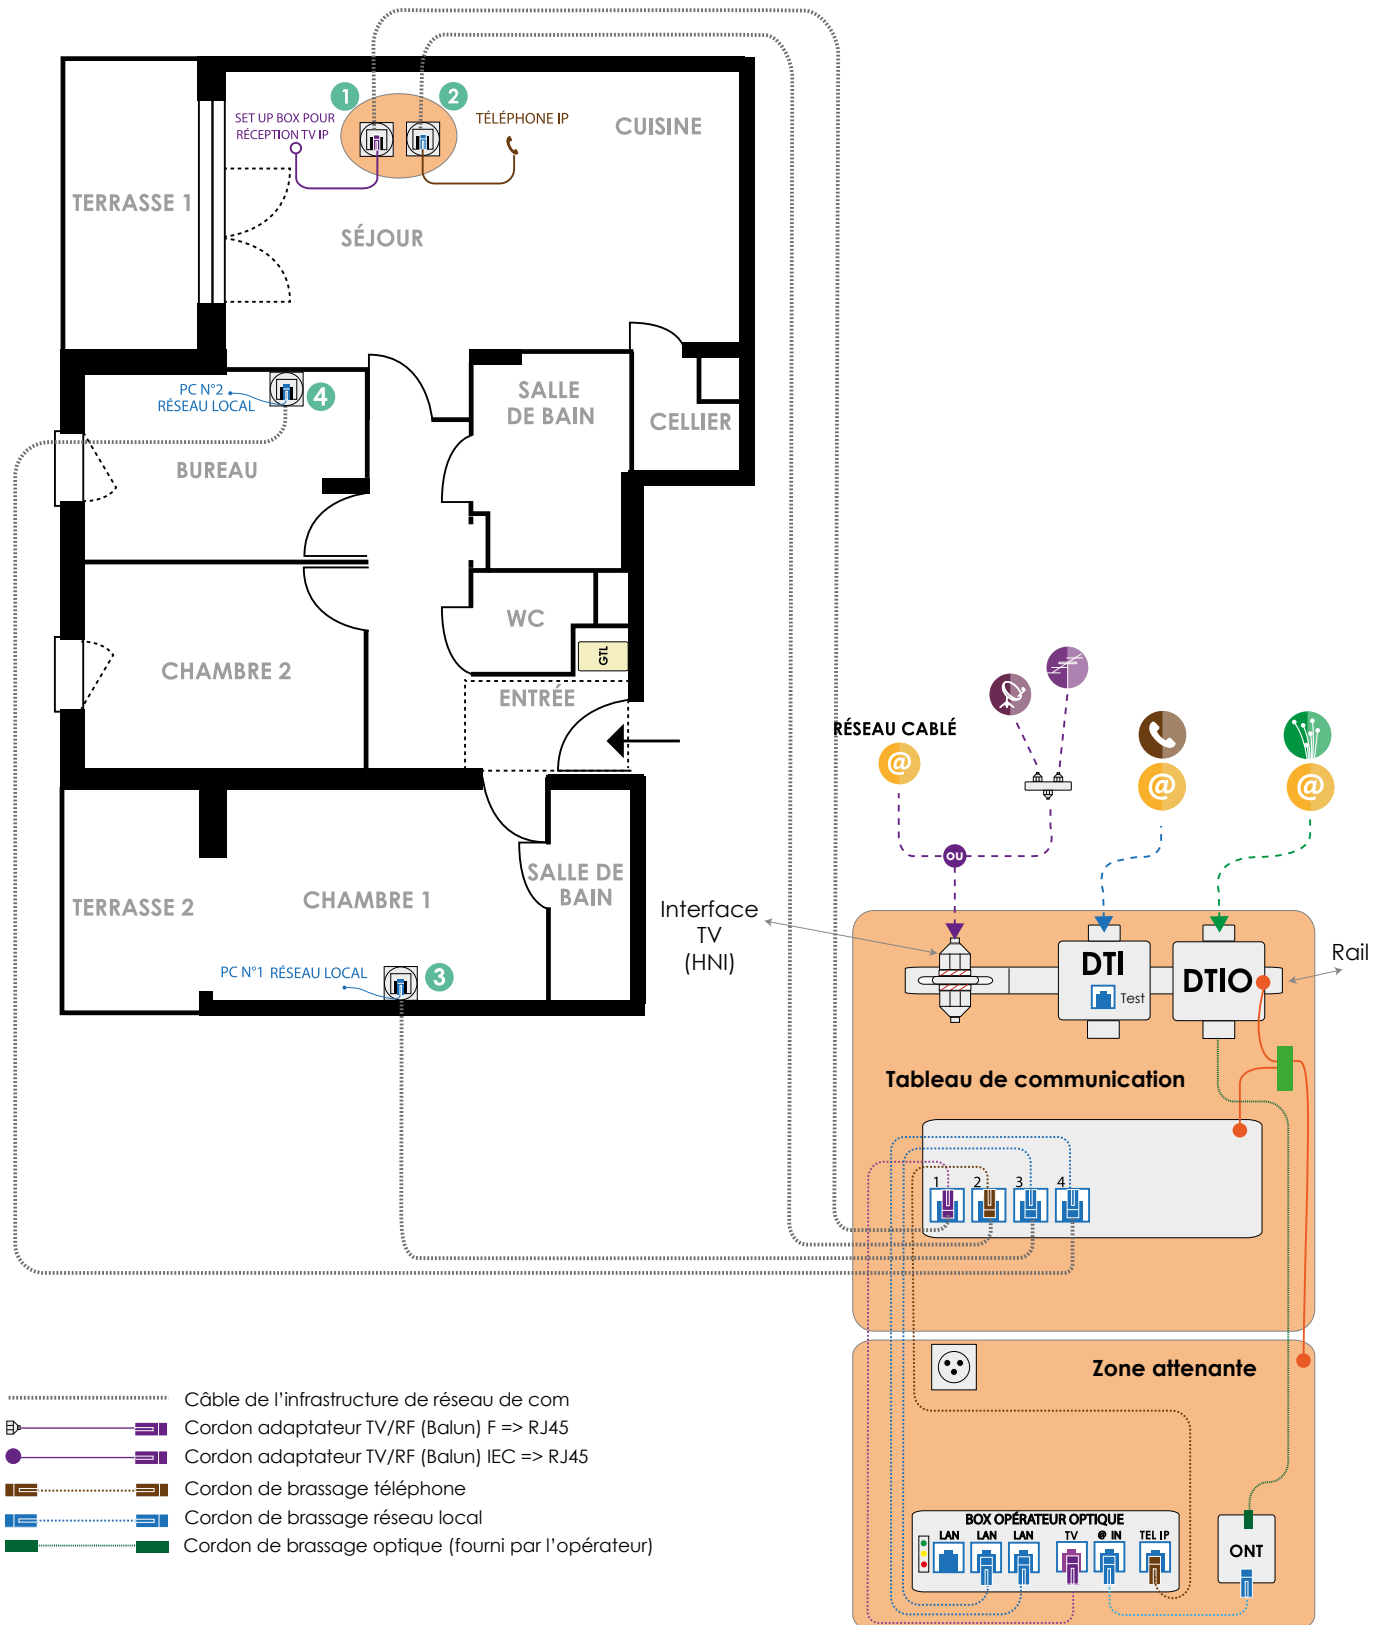 1
2
SET UP BOX POUR
RÉCEPTION TV IP
TÉLÉPHONE IP
CUISINE
TERRASSE 1
SÉJOUR
PC N°2
RÉSEAU LOCAL
4
SALLE
DE BAIN
CELLIER
BUREAU
WC
GTL
CHAMBRE 2
ENTRÉE
RÉSEAU CABLÉ
@
@
@
OU
SALLE DE
BAIN
CHAMBRE 1
TERRASSE 2
Interface
TV
(HNI)
PC N°1 RÉSEAU LOCAL
3
DTI
Test
DTIO
Rail
Tableau de communication
1
2
3
4
Zone attenante
Câble de l'infrastructure de réseau de com
Cordon adaptateur TV/RF (Balun) F => RJ45
Cordon adaptateur TV/RF (Balun) IEC => RJ45
Cordon de brassage téléphone
Cordon de brassage réseau local
Cordon de brassage optique (fourni par l'opérateur)
BOX OPÉRATEUR OPTIQUE
LAN LAN LAN TV @ IN TEL IP
ONT